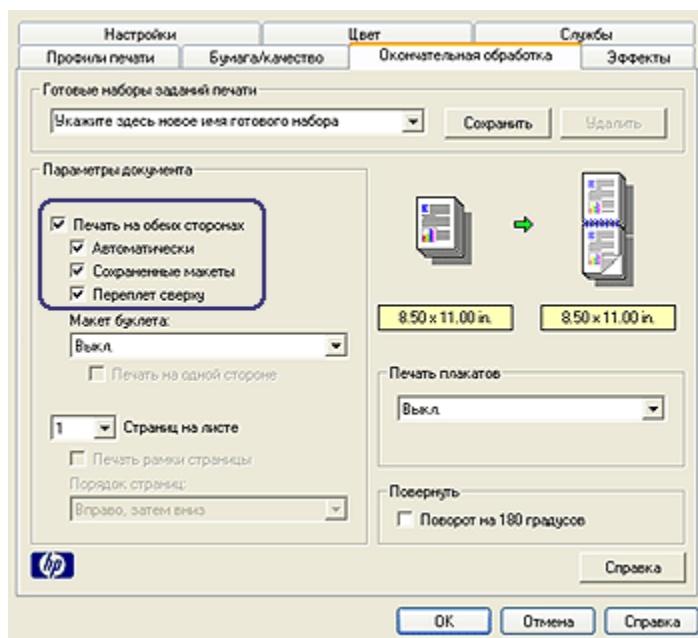 Настройки
Цвет
Службы
Профили печати
Бумага/качество
Окончательная обработка
Эффекты
Готовые наборы заданий печати
Укажите здесь новое имя готового набора
Сохранить
Удалить
Параметры документа
Печать на обеих сторонах
Автоматически
Сохраненные макеты
Переплет сверху
Макет буклета:
Выкл.
Печать на одной стороне
1
Страниц на листе
Печать рамки страницы
Порядок страниц:
Вправо, затем вниз
8.50 x 11.00 in.
8.50 x 11.00 in.
Печать плакатов
Выкл.
Повернуть
Поворот на 180 градусов
hp
Справка
OK
Отмена
Справка